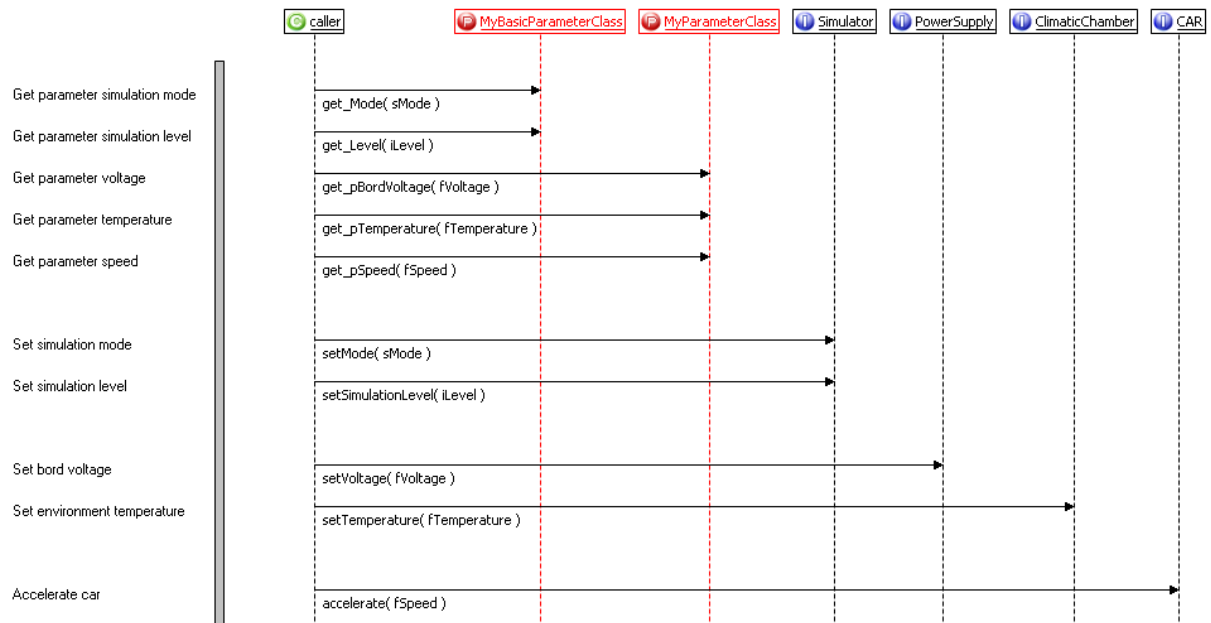 caller MyBasicParameterClass MyParameterClass Simulator PowerSupply ClimaticChamber CAR
Get parameter simulation mode
get_Mode( sMode )
Get parameter simulation level
get_Level( iLevel )
Get parameter voltage
get_pBordVoltage( fVoltage )
Get parameter temperature
get_pTemperature( fTemperature )
Get parameter speed
get_pSpeed( fSpeed )
Set simulation mode
setMode( sMode )
Set simulation level
setSimulationLevel( iLevel )
Set bord voltage
setVoltage( fVoltage )
Set environment temperature
setTemperature( fTemperature )
Accelerate car
accelerate( fSpeed )